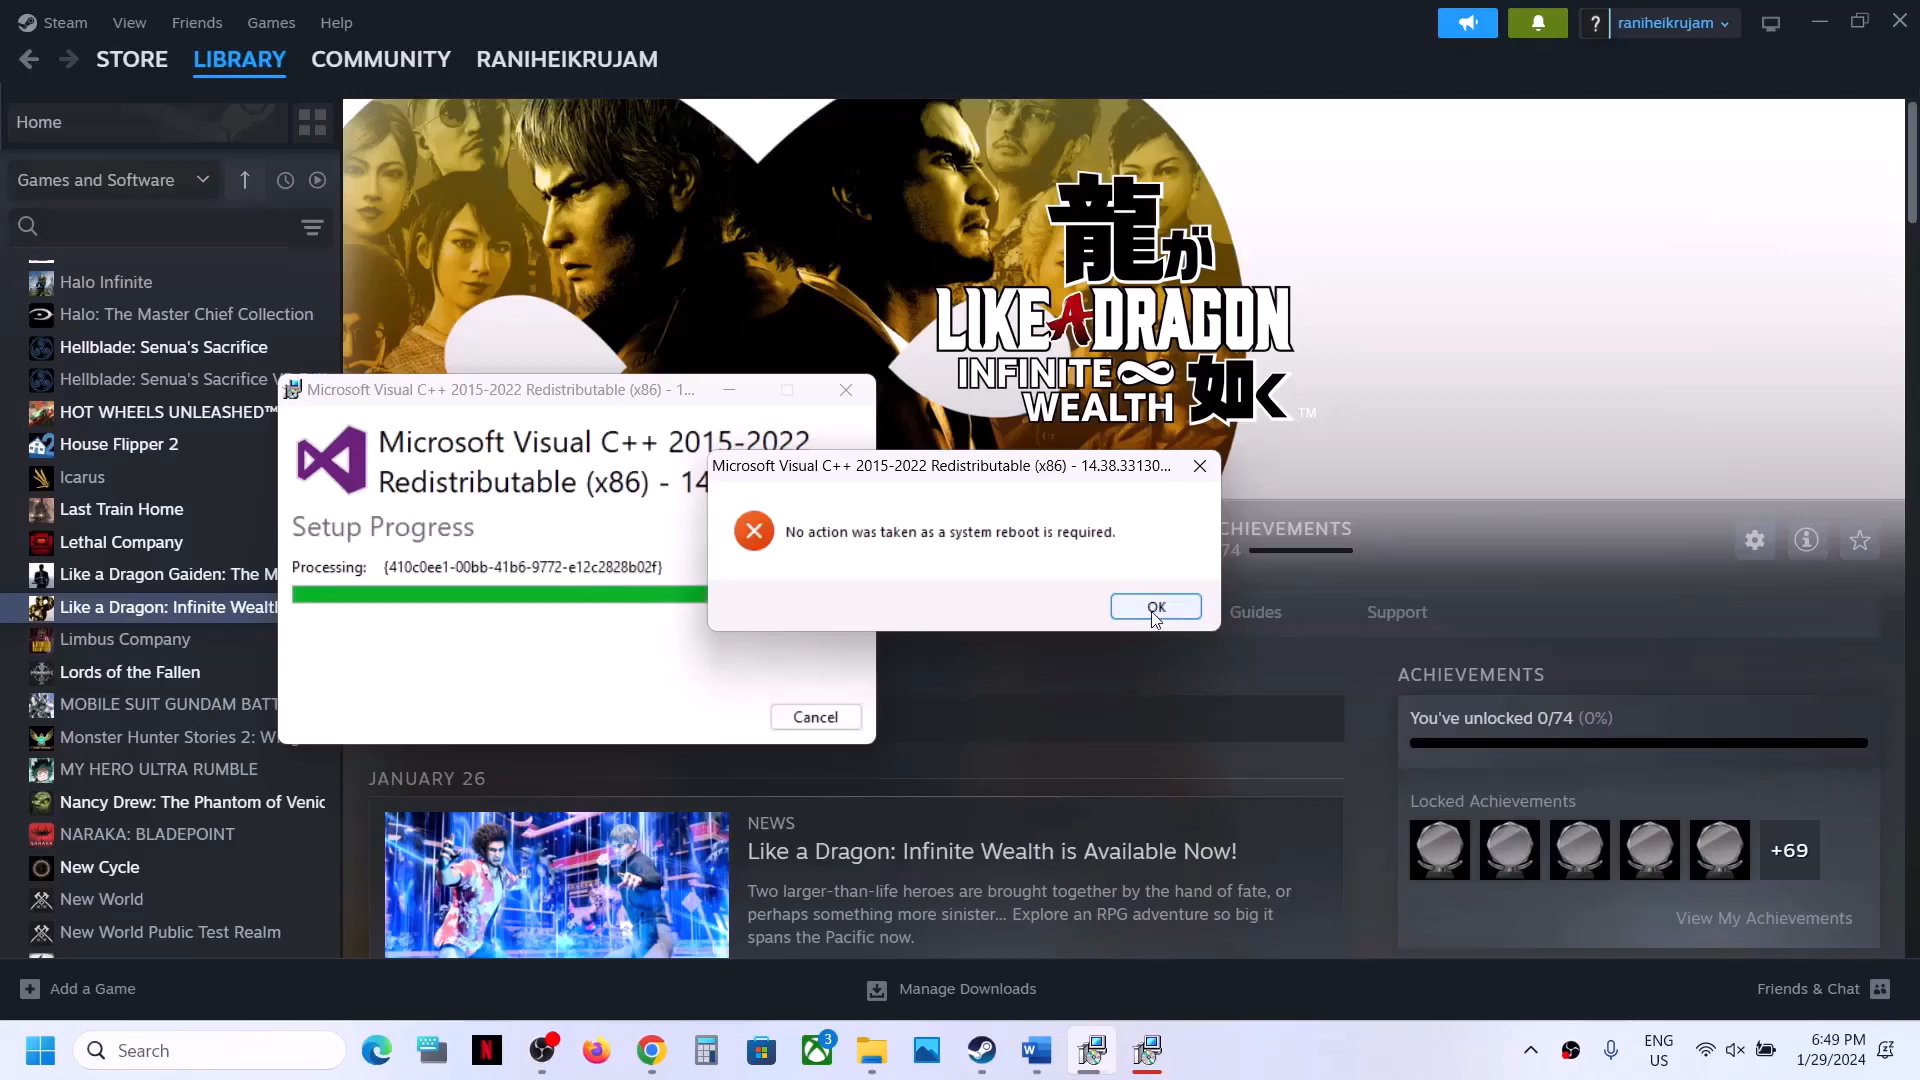 Steam View Friends Games Help
raniheikrujam
STORE LIBRARY COMMUNITY RANIHEIKRUJAM
Home
Games and Software
Halo Infinite
Halo: The Master Chief Collection
Hellblade: Senua's Sacrifice
Hellblade: Senua's Sacrifice V
HOT WHEELS UNLEASHED™
House Flipper 2
Icarus
Last Train Home
Lethal Company
Like a Dragon Gaiden: The M
Like a Dragon: Infinite Wealt
Limbus Company
Lords of the Fallen
MOBILE SUIT GUNDAM BATT
Monster Hunter Stories 2: W
MY HERO ULTRA RUMBLE
Nancy Drew: The Phantom of Venic
NARAKA: BLADEPOINT
New Cycle
New World
New World Public Test Realm
龍が
LIKE A DRAGON
INFINITE
WEALTH
如く
TM
Microsoft Visual C++ 2015-2022 Redistributable (x86) - 1...
Microsoft Visual C++ 2015-2022
Redistributable (x86) - 14
Setup Progress
Processing: {410c0ee1-00bb-41b6-9772-e12c2828b02f}
Cancel
Microsoft Visual C++ 2015-2022 Redistributable (x86) - 14.38.33130...
No action was taken as a system reboot is required.
OK
CHIEVEMENTS
74
Guides Support
ACHIEVEMENTS
You've unlocked 0/74 (0%)
Locked Achievements
+69
View My Achievements
JANUARY 26
NEWS
Like a Dragon: Infinite Wealth is Available Now!
Two larger-than-life heroes are brought together by the hand of fate, or
perhaps something more sinister... Explore an RPG adventure so big it
spans the Pacific now.
Add a Game
Manage Downloads
Friends & Chat
Search
3
ENG
US
6:49 PM
1/29/2024